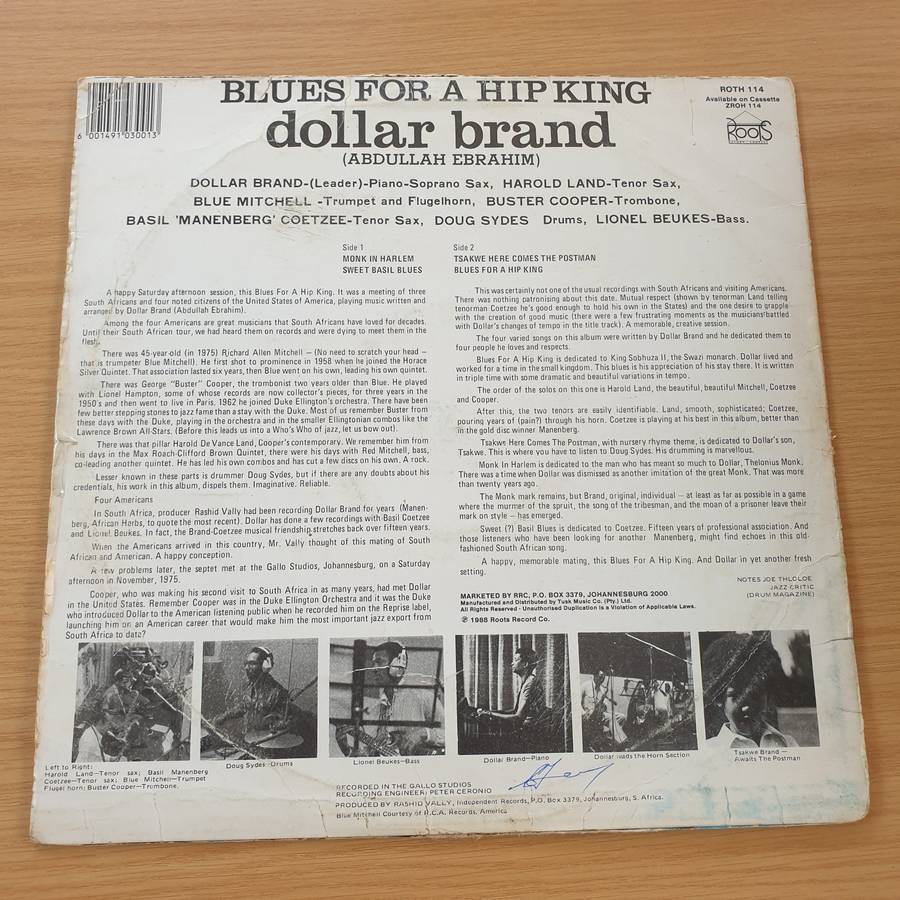 BLUES FOR A HIP KING
dollar brand
(ABDULLAH EBRAHIM)
ROTH 114
Available on Cassette
ZROH 114
ROOTS
6 001491 030013
DOLLAR BRAND-(Leader)-Piano-Soprano Sax, HAROLD LAND-Tenor Sax,
BLUE MITCHELL -Trumpet and Flugelhorn, BUSTER COOPER-Trombone,
BASIL 'MANENBERG' COETZEE-Tenor Sax, DOUG SYDES Drums, LIONEL BEUKES-Bass.
Side 1
MONK IN HARLEM
SWEET BASIL BLUES
Side 2
TSAKWE HERE COMES THE POSTMAN
BLUES FOR A HIP KING
A happy Saturday afternoon session, this Blues For A Hip King. It was a meeting of three
South Africans and four noted citizens of the United States of America, playing music written and
arranged by Dollar Brand (Abdullah Ebrahim).
Among the four Americans are great musicians that South Africans have loved for decades.
Until their South African tour, we had heard them on records and were dying to meet them in the
flesh.
There was 45-year old (in 1975) Richard Allen Mitchell – (No need to scratch your head –
that is trumpeter Blue Mitchell). He first shot to prominence in 1958 when he joined the Horace
Silver Quintet. That association lasted six years, then Blue went on his own, leading his own quintet.
There was George "Buster" Cooper, the trombonist two years older than Blue. He played
with Lionel Hampton, some of whose records are now collector's pieces, for three years in the
1950's and then went to live in Paris. 1962 he joined Duke Ellington's orchestra. There have been
few better stepping stones to jazz fame than a stay with the Duke. Most of us remember Buster from
these days with the Duke, playing in the orchestra and in the smaller Ellingtonian combos like the
Lawrence Brown All-Stars. (Before this leads us into a Who's Who of jazz, let us bow out).
There was that pillar Harold De Vance Land, Cooper's contemporary. We remember him from
his days in the Max Roach-Clifford Brown Quintet, there were his days with Red Mitchell, bass,
co-leading another quintet. He has led his own combos and has cut a few discs on his own. A rock.
Lesser known in these parts is drummer Doug Sydes, but if there are any doubts about his
credentials, his work in this album, dispels them. Imaginative. Reliable.
Four Americans
In South Africa, producer Rashid Vally had been recording Dollar Brand for years (Manen-
berg, African Herbs, to quote the most recent). Dollar has done a few recordings with Basil Coetzee
and Lionel Beukes. In fact, the Brand-Coetzee musical friendship stretches back over fifteen years.
When the Americans arrived in this country, Mr. Vally thought of this mating of South
African and American. A happy conception.
A few problems later, the septet met at the Gallo Studios, Johannesburg, on a Saturday
afternoon in November, 1975.
Cooper, who was making his second visit to South Africa in as many years, had met Dollar
in the United States. Remember Cooper was in the Duke Ellington Orchestra and it was the Duke
who introduced Dollar to the American listening public when he recorded him on the Reprise label,
launching him on an American career that would make him the most important jazz export from
South Africa to date?
This was certainly not one of the usual recordings with South Africans and visiting Americans.
There was nothing patronising about this date. Mutual respect (shown by tenorman Land telling
tenorman Coetzee he's good enough to hold his own in the States) and the one desire to grapple
with the creation of good music (there were a few frustrating moments as the musicians battled
with Dollar's changes of tempo in the title track). A memorable, creative session.
The four varied songs on this album were written by Dollar Brand and he dedicated them to
four people he loves and respects.
Blues For A Hip King is dedicated to King Sobhuza II, the Swazi monarch. Dollar lived and
worked for a time in the small kingdom. This blues is his appreciation of his stay there. It is written
in triple time with some dramatic and beautiful variations in tempo.
The order of the solos on this one is Harold Land, the beautiful, beautiful Mitchell, Coetzee
and Cooper.
After this, the two tenors are easily identifiable. Land, smooth, sophisticated; Coetzee,
pouring years of (pain?) through his horn. Coetzee is playing at his best in this album, better than
in the gold disc winner Manenberg.
Tsakwe Here Comes The Postman, with nursery rhyme theme, is dedicated to Dollar's son,
Tsakwe. This is where you have to listen to Doug Sydes. His drumming is marvellous.
Monk In Harlem is dedicated to the man who has meant so much to Dollar, Thelonius Monk.
There was a time when Dollar was dismissed as another imitation of the great Monk. That was more
than twenty years ago.
The Monk mark remains, but Brand, original, individual – at least as far as possible in a game
where the murmer of the spruit, the song of the tribesman, and the moan of a prisoner leave their
mark on style – has emerged.
Sweet (?) Basil Blues is dedicated to Coetzee. Fifteen years of professional association. And
those listeners who have been looking for another Manenberg, might find echoes in this old-
fashioned South African song.
A happy, memorable mating, this Blues For A Hip King. And Dollar in yet another fresh
setting.
NOTES JOE THLOLOE
JAZZ CRITIC
(DRUM MAGAZINE)
MARKETED BY RRC, P.O. BOX 3379, JOHANNESBURG 2000
Manufactured and Distributed by Tusk Music Co. (Pty.) Ltd.
All Rights Reserved - Unauthorised Duplication is a Violation of Applicable Laws.
℗ 1988 Roots Record Co.
Left to Right:
Harold Land—Tenor sax; Basil Manenberg
Coetzee—Tenor sax; Blue Mitchell—Trumpet
Flugel horn; Buster Cooper—Trombone.
Doug Sydes—Drums
Lionel Beukes—Bass
Dollar Brand—Piano
Dollar leads the Horn Section
Tsakwe Brand —
Awaits The Postman
RECORDED IN THE GALLO STUDIOS
RECORDING ENGINEER: PETER CERONIO
PRODUCED BY RASHID VALLY, Independent Records, P.O. Box 3379, Johannesburg, S. Africa.
Blue Mitchell Courtesy of R.C.A. Records, America